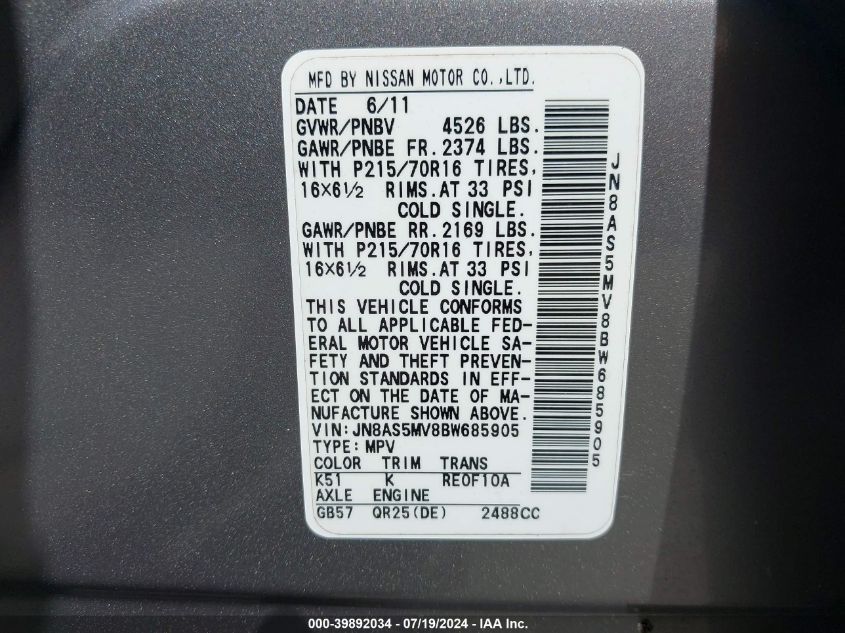 MFD BY NISSAN MOTOR CO.,LTD.
DATE 6/11
GVWR/PNBV 4526 LBS.
GAWR/PNBE FR. 2374 LBS.
WITH P215/70R16 TIRES,
16×6½ RIMS.AT 33 PSI
COLD SINGLE.
GAWR/PNBE RR. 2169 LBS.
WITH P215/70R16 TIRES,
16×6½ RIMS.AT 33 PSI
COLD SINGLE.
THIS VEHICLE CONFORMS
TO ALL APPLICABLE FED-
ERAL MOTOR VEHICLE SA-
FETY AND THEFT PREVEN-
TION STANDARDS IN EFF-
ECT ON THE DATE OF MA-
NUFACTURE SHOWN ABOVE.
VIN:JN8AS5MV8BW685905
TYPE:MPV
COLOR TRIM TRANS
K51 K RE0F10A
AXLE ENGINE
GB57 QR25(DE) 2488CC
JN8AS5MV8BW685905
000-39892034 / 07/19/2024 - IAA Inc.